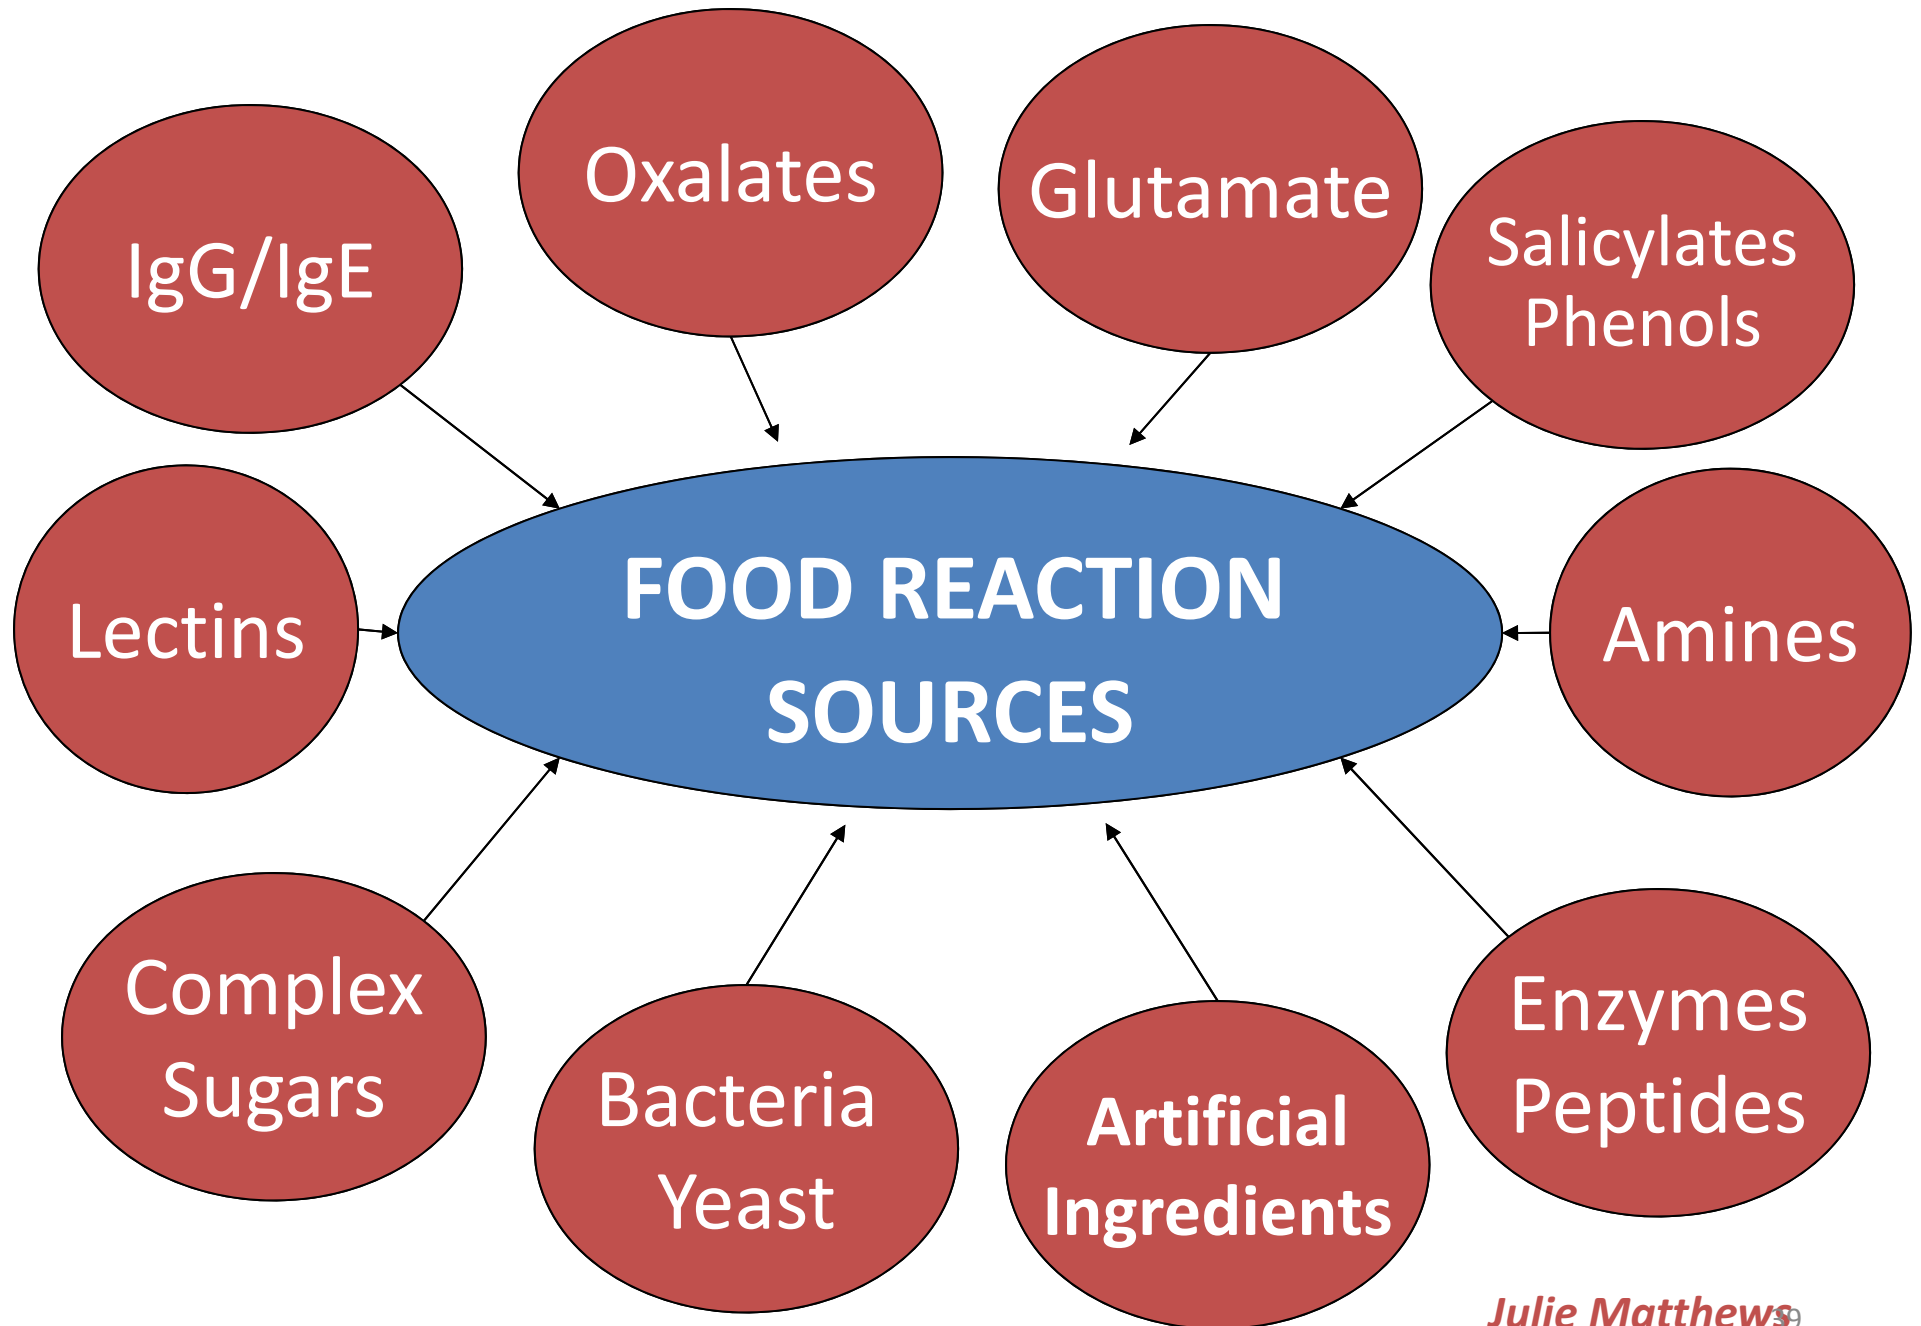 Oxalates
Glutamate
IgG/IgE
Salicylates
Phenols
Lectins
FOOD REACTION
SOURCES
Amines
Complex
Sugars
Bacteria
Yeast
Artificial
Ingredients
Enzymes
Peptides
Julie Matthews
39